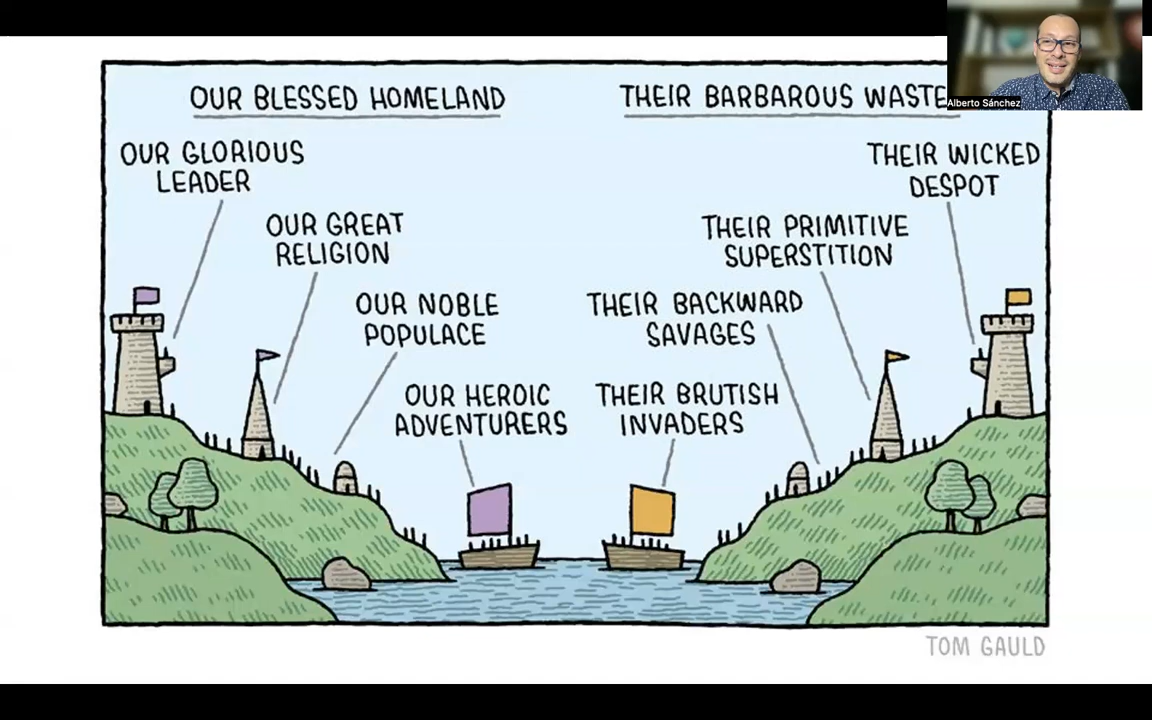 OUR BLESSED HOMELAND
THEIR BARBAROUS
Alberto Sánchez
OUR GLORIOUS
LEADER
THEIR WICKED
DESPOT
OUR GREAT
RELIGION
THEIR PRIMITIVE
SUPERSTITION
OUR NOBLE
POPULACE
THEIR BACKWARD
SAVAGES
OUR HEROIC
ADVENTURERS
THEIR BRUTISH
INVADERS
TOM GAULD